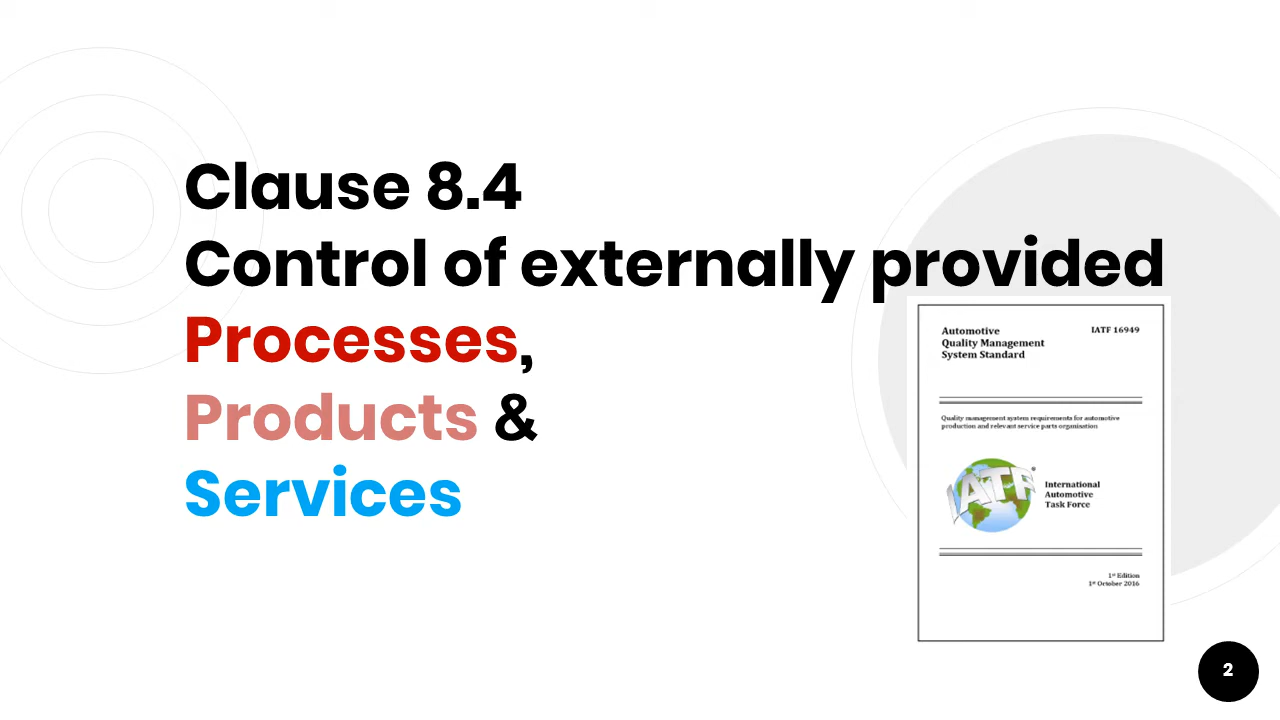 Clause 8.4
Control of externally provided
Processes,
Products &
Services
Automotive
Quality Management
System Standard
IATF 16949
Quality management system requirements for automotive
production and relevant service parts organisation
IATF
®
International
Automotive
Task Force
1st Edition
1st October 2016
2